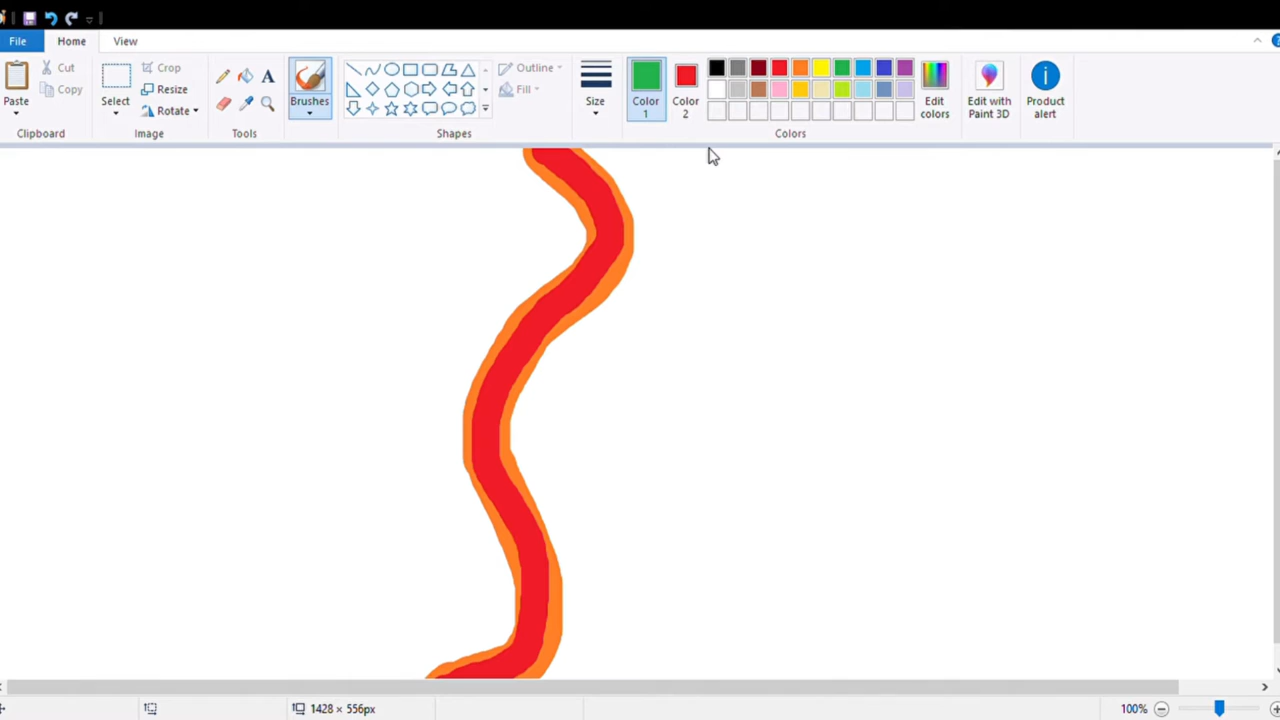 File Home View
Paste Cut Copy Clipboard
Select Crop Resize Rotate Image
A
Tools
Brushes
Outline Fill Shapes
Size
Color 1
Color 2
Edit colors
Colors
Edit with Paint 3D
Product alert
1428 × 556px 100%